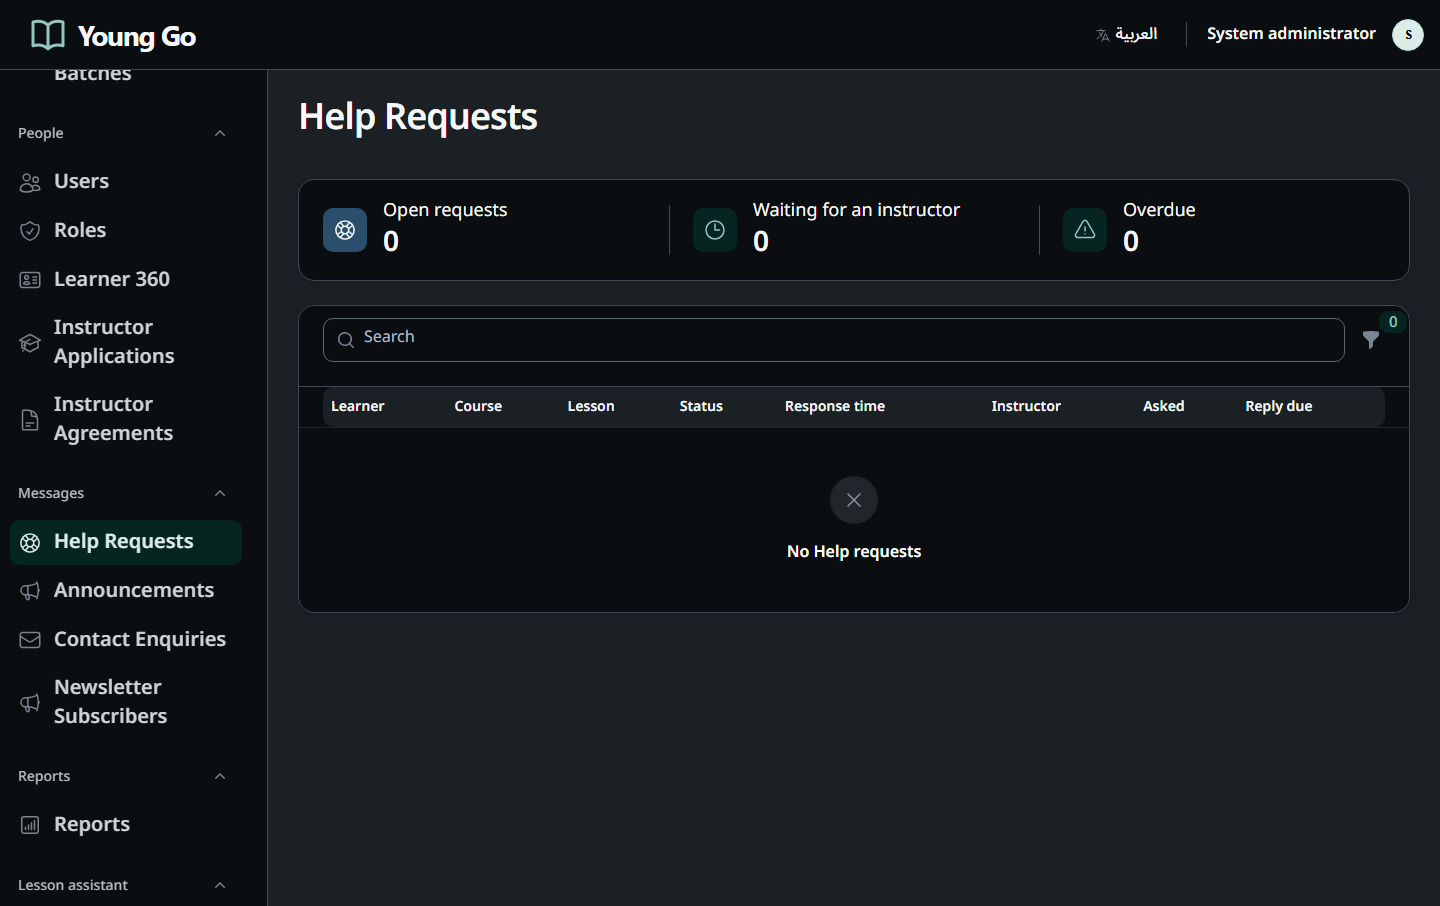 Young Go
العربية
System administrator
S
Batches
People
Users
Roles
Learner 360
Instructor
Applications
Instructor
Agreements
Messages
Help Requests
Announcements
Contact Enquiries
Newsletter
Subscribers
Reports
Reports
Lesson assistant
Help Requests
Open requests
0
Waiting for an instructor
0
Overdue
0
Search
0
Learner Course Lesson Status Response time Instructor Asked Reply due
No Help requests